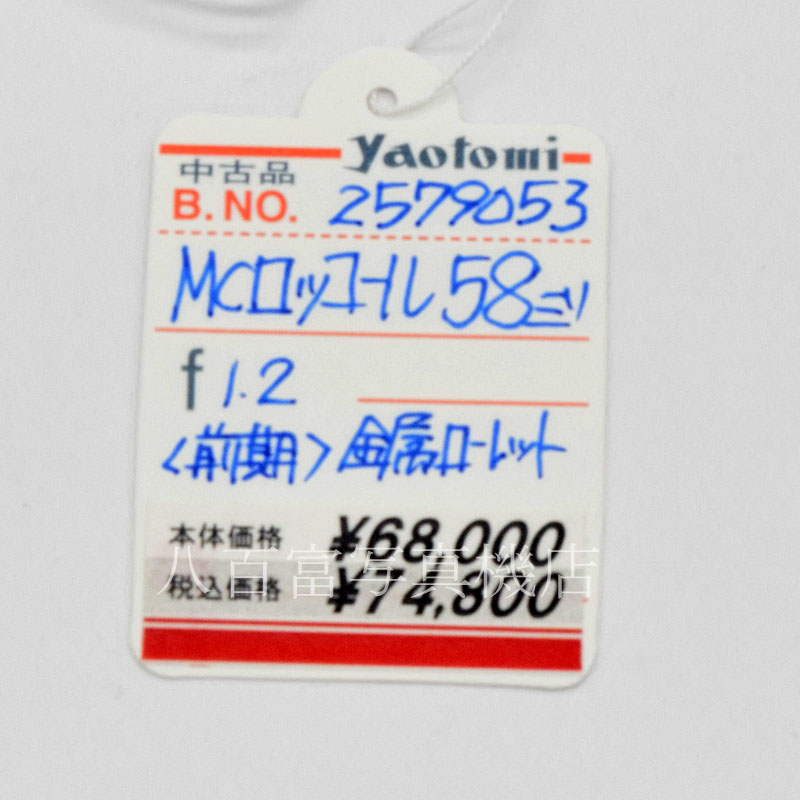 yaotomi
中古品
B. NO. 2579053
MCロッコール 58ミリ
f 1.2
<前期> 金属ローレット
本体価格 ¥68,000
八百富写真機店
税込価格 ¥74,800